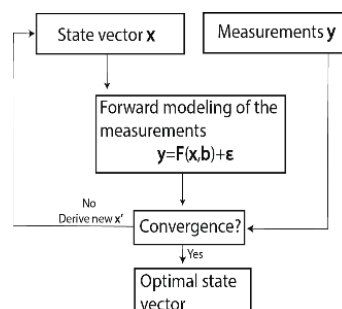 State vector x
Measurements y
Forward modeling of the
measurements
y=F(x,b)+ε
No
Derive new x'
Convergence?
Yes
Optimal state
vector